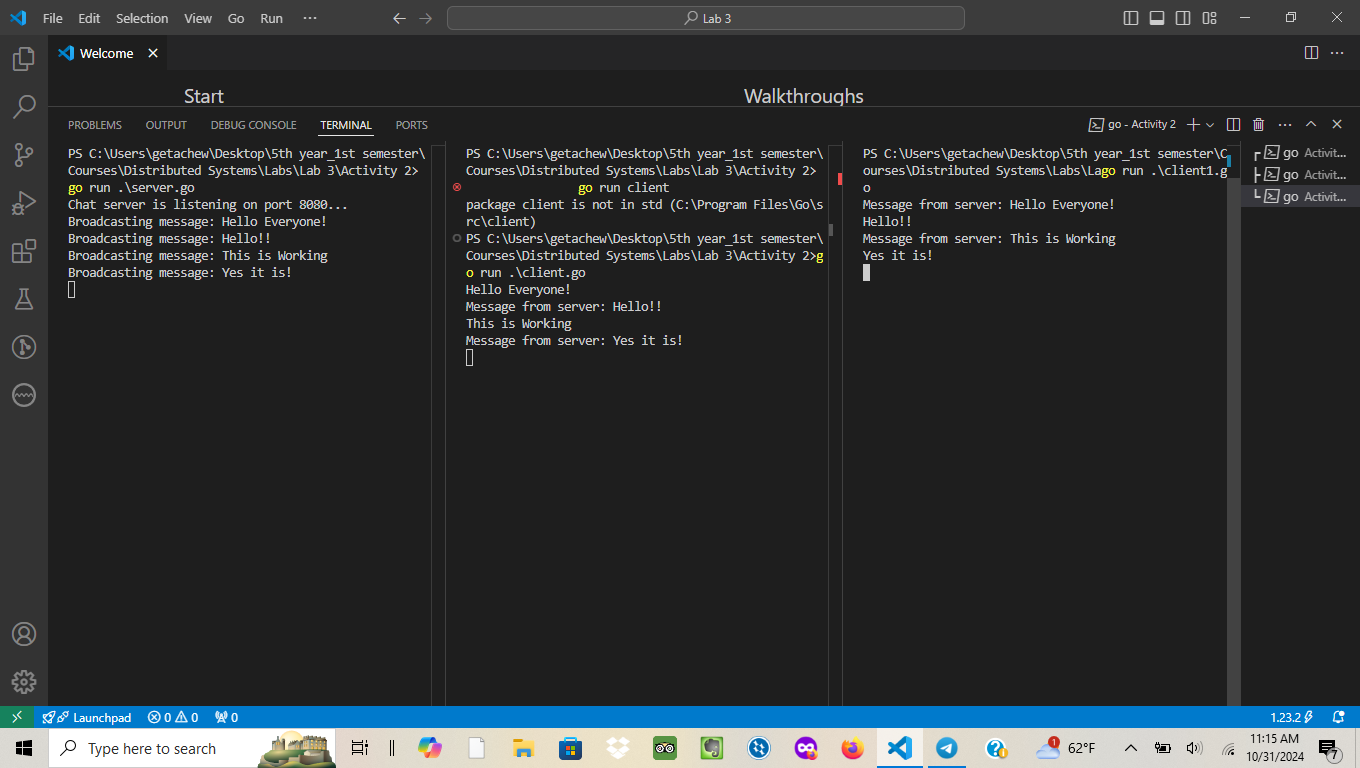 File Edit Selection View Go Run ... Lab 3
Welcome
Start Walkthroughs
PROBLEMS OUTPUT DEBUG CONSOLE TERMINAL PORTS go - Activity 2
PS C:\Users\getachew\Desktop\5th year_1st semester\
Courses\Distributed Systems\Labs\Lab 3\Activity 2>
go run .\server.go
Chat server is listening on port 8080...
Broadcasting message: Hello Everyone!
Broadcasting message: Hello!!
Broadcasting message: This is Working
Broadcasting message: Yes it is!
PS C:\Users\getachew\Desktop\5th year_1st semester\
Courses\Distributed Systems\Labs\Lab 3\Activity 2>
go run client
package client is not in std (C:\Program Files\Go\s
rc\client)
PS C:\Users\getachew\Desktop\5th year_1st semester\
Courses\Distributed Systems\Labs\Lab 3\Activity 2>g
o run .\client.go
Hello Everyone!
Message from server: Hello!!
This is Working
Message from server: Yes it is!
PS C:\Users\getachew\Desktop\5th year_1st semester\C
ourses\Distributed Systems\Labs\Lago run .\client1.g
o
Message from server: Hello Everyone!
Hello!!
Message from server: This is Working
Yes it is!
go Activit...
go Activit...
go Activit...
Launchpad 0 0 0 1.23.2
Type here to search 1 62°F 11:15 AM
10/31/2024 7